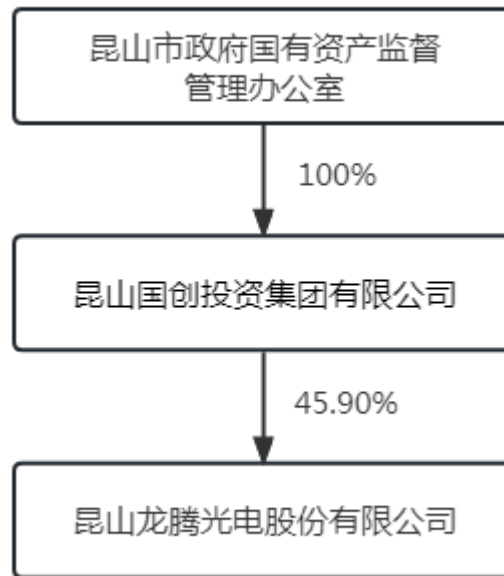 昆山市政府国有资产监督
管理办公室
100%
昆山国创投资集团有限公司
45.90%
昆山龙腾光电股份有限公司